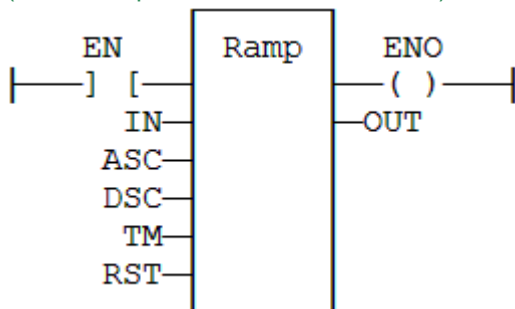 EN Ramp ENO
] [ ( )
IN OUT
ASC
DSC
TM
RST